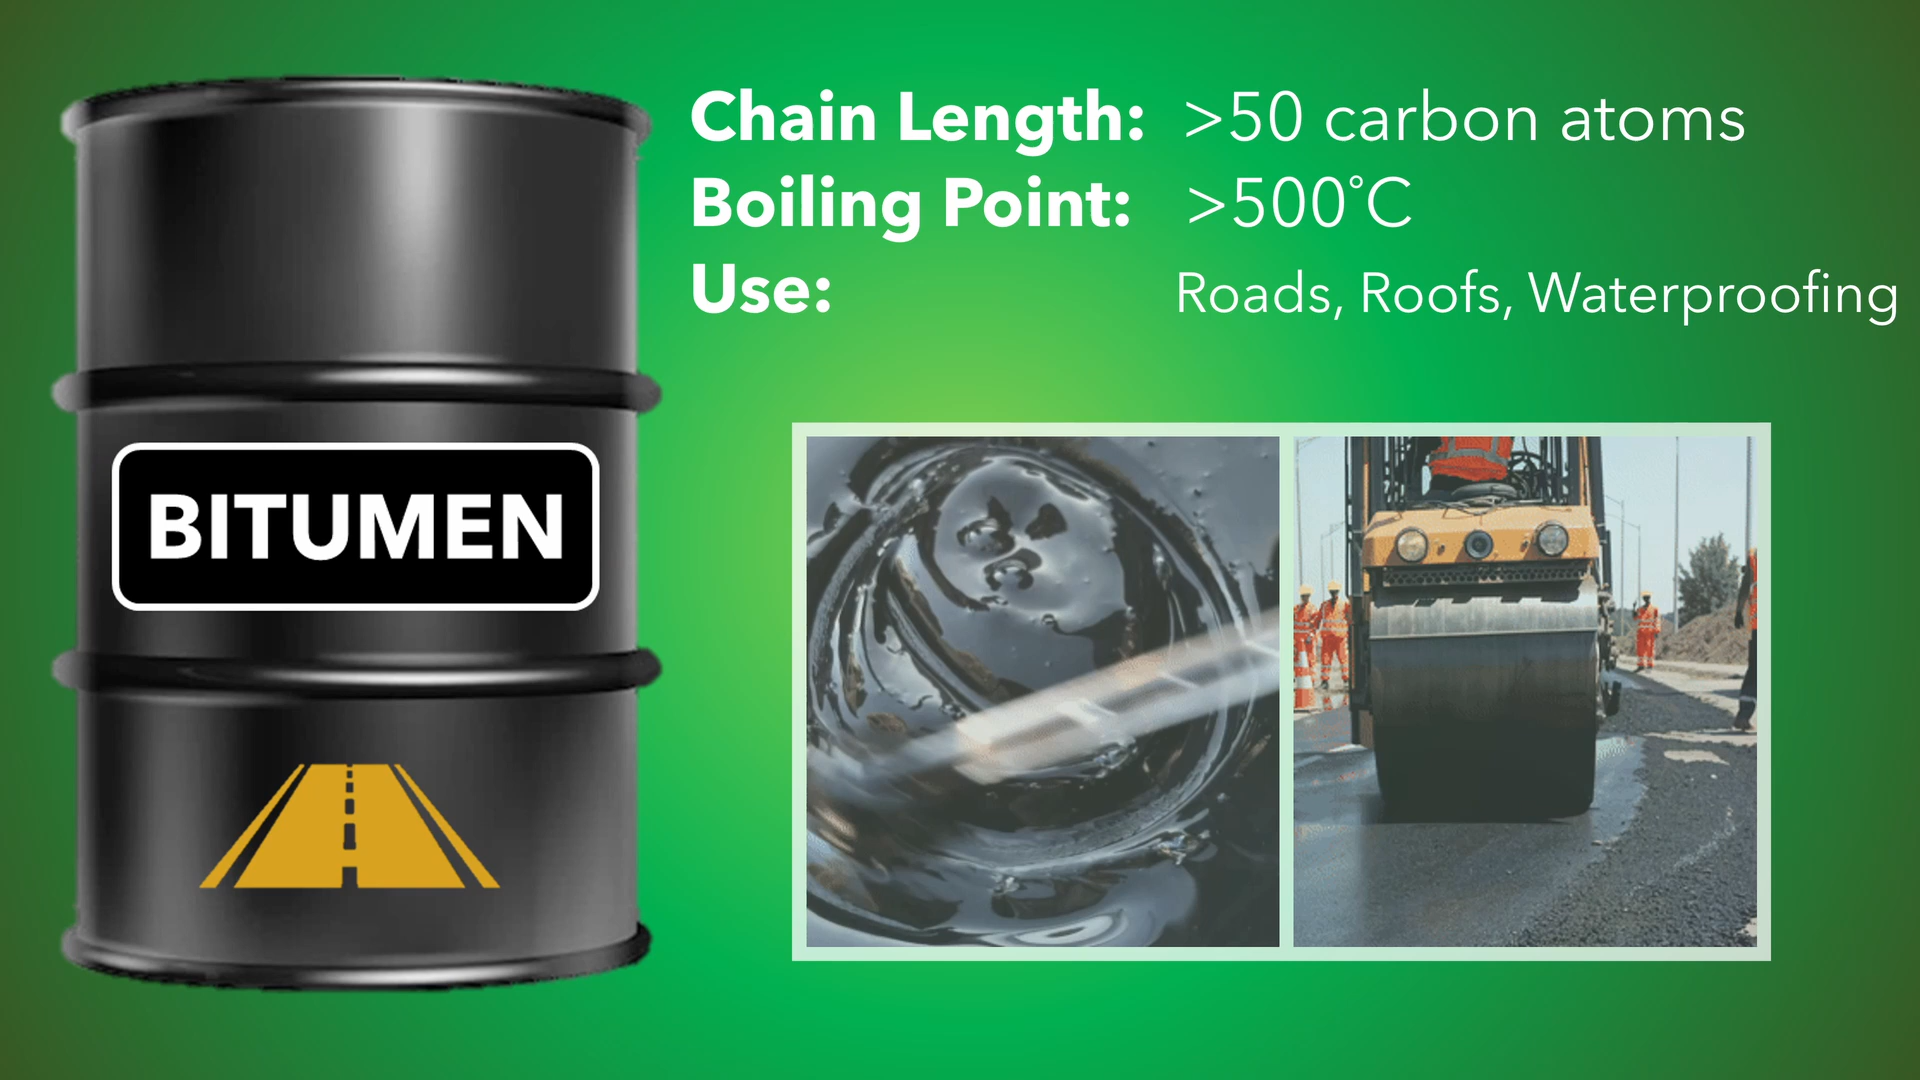 Chain Length: >50 carbon atoms
Boiling Point: >500°C
Use: Roads, Roofs, Waterproofing
BITUMEN